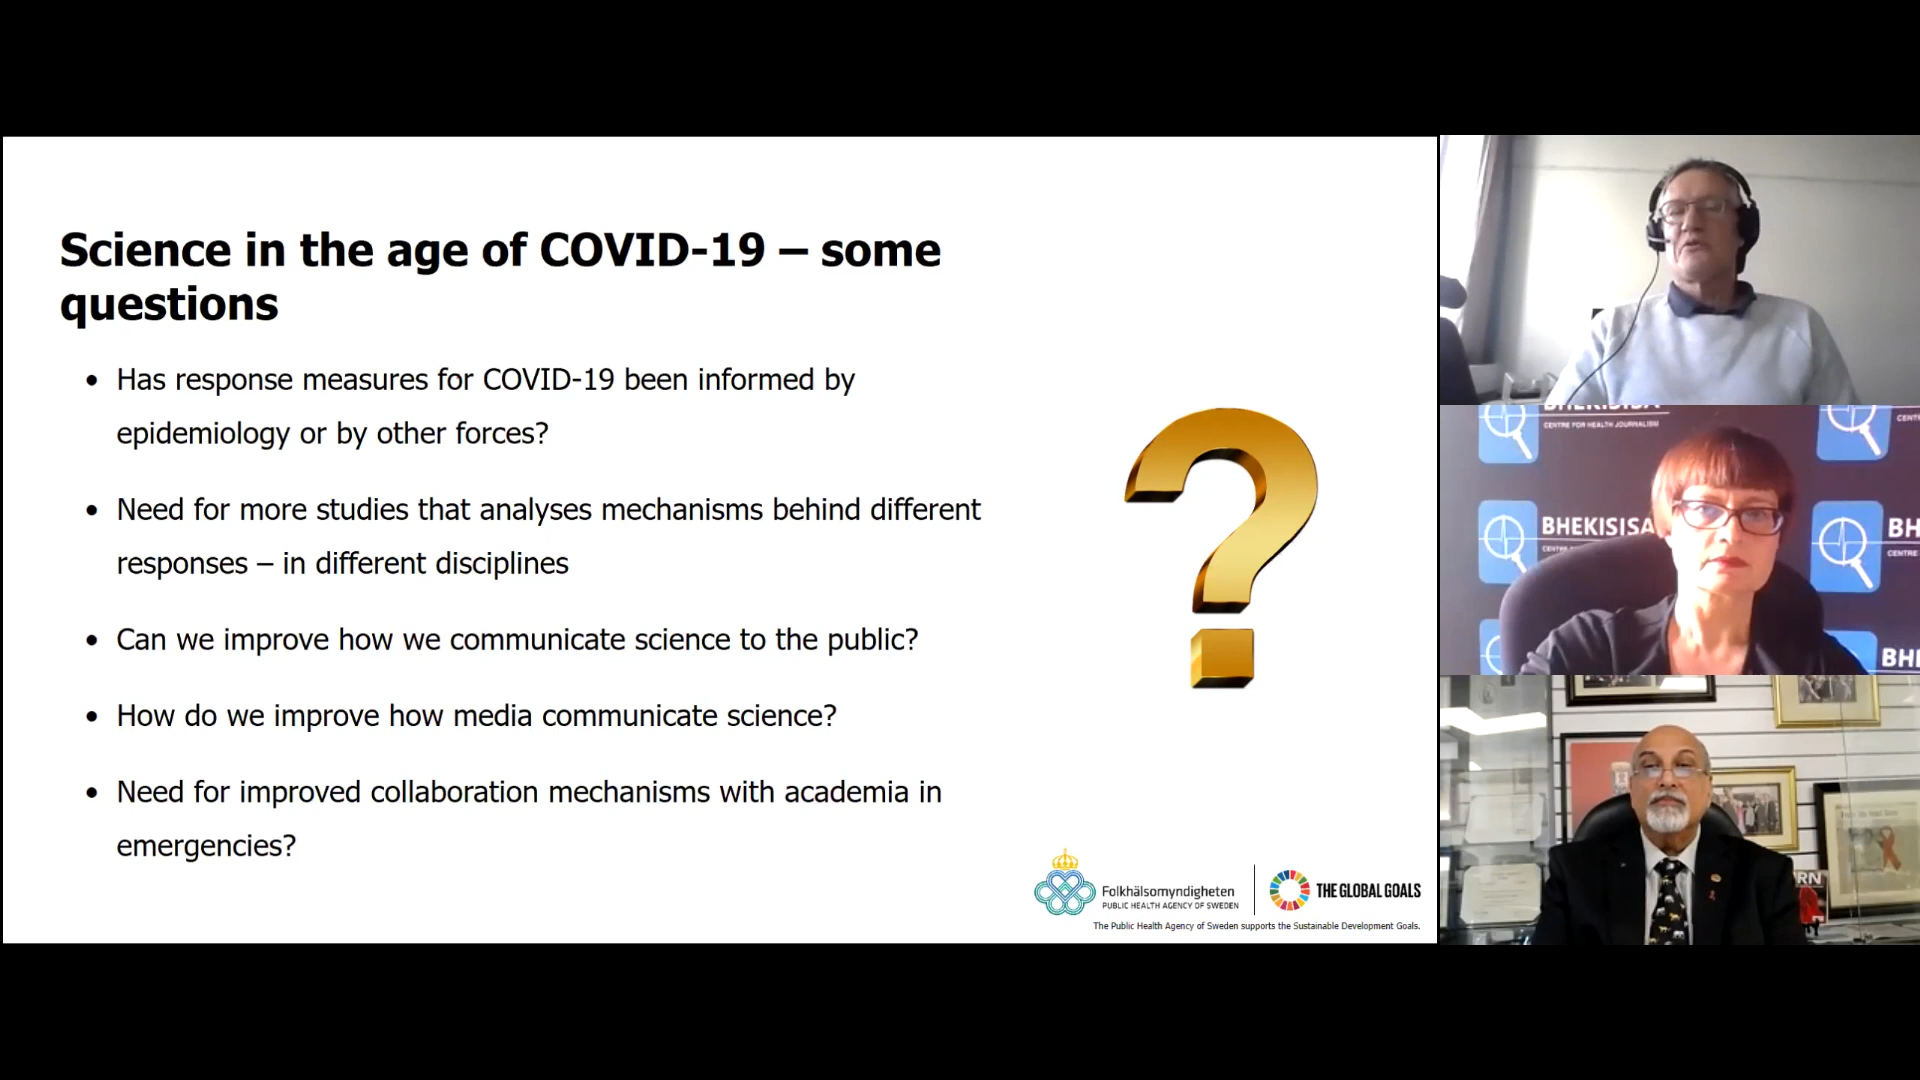 Science in the age of COVID-19 – some
questions
• Has response measures for COVID-19 been informed by
epidemiology or by other forces?
• Need for more studies that analyses mechanisms behind different
responses – in different disciplines
• Can we improve how we communicate science to the public?
• How do we improve how media communicate science?
• Need for improved collaboration mechanisms with academia in
emergencies?
Folkhälsomyndigheten
PUBLIC HEALTH AGENCY OF SWEDEN
THE GLOBAL GOALS
The Public Health Agency of Sweden supports the Sustainable Development Goals.
BHEKISISA
CENTRE FOR HEALTH JOURNALISM
CENT
BHEKISISA
BH
CENTRE
BHE